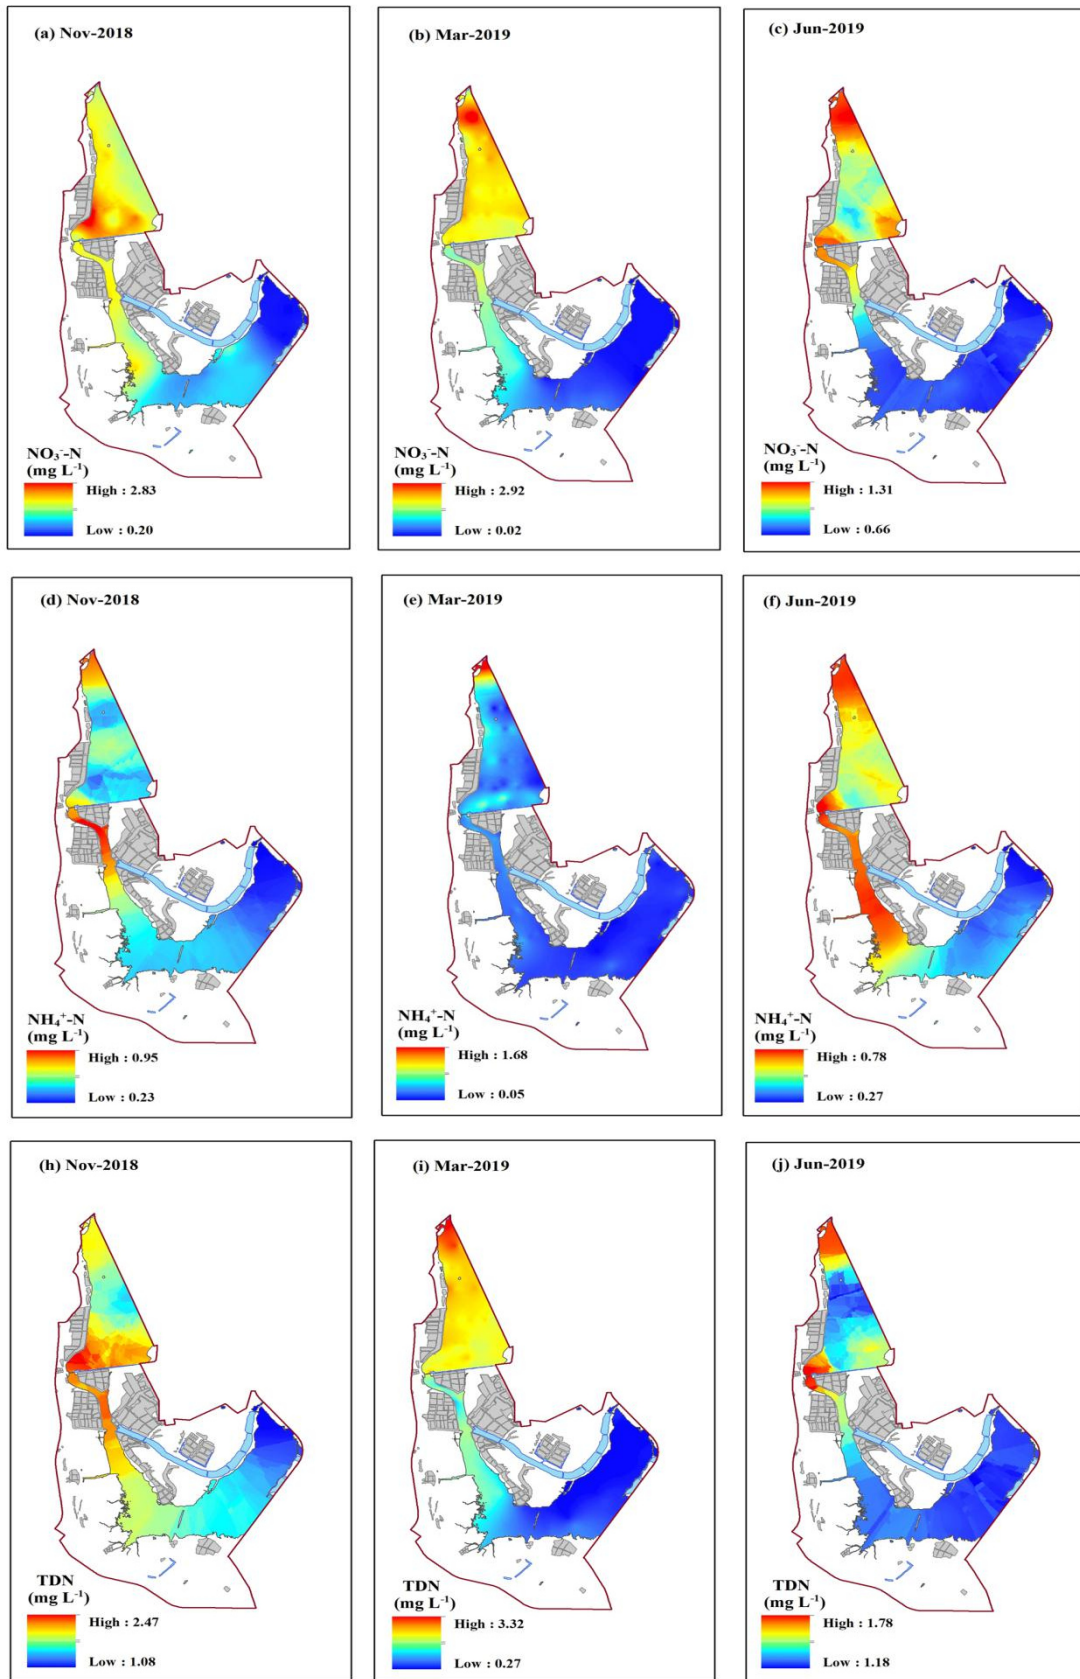 (a) Nov-2018
NO₃⁻-N
(mg L⁻¹)
High : 2.83
Low : 0.20
(b) Mar-2019
NO₃⁻-N
(mg L⁻¹)
High : 2.92
Low : 0.02
(c) Jun-2019
NO₃⁻-N
(mg L⁻¹)
High : 1.31
Low : 0.66
(d) Nov-2018
NH₄⁺-N
(mg L⁻¹)
High : 0.95
Low : 0.23
(e) Mar-2019
NH₄⁺-N
(mg L⁻¹)
High : 1.68
Low : 0.05
(f) Jun-2019
NH₄⁺-N
(mg L⁻¹)
High : 0.78
Low : 0.27
(h) Nov-2018
TDN
(mg L⁻¹)
High : 2.47
Low : 1.08
(i) Mar-2019
TDN
(mg L⁻¹)
High : 3.32
Low : 0.27
(j) Jun-2019
TDN
(mg L⁻¹)
High : 1.78
Low : 1.18